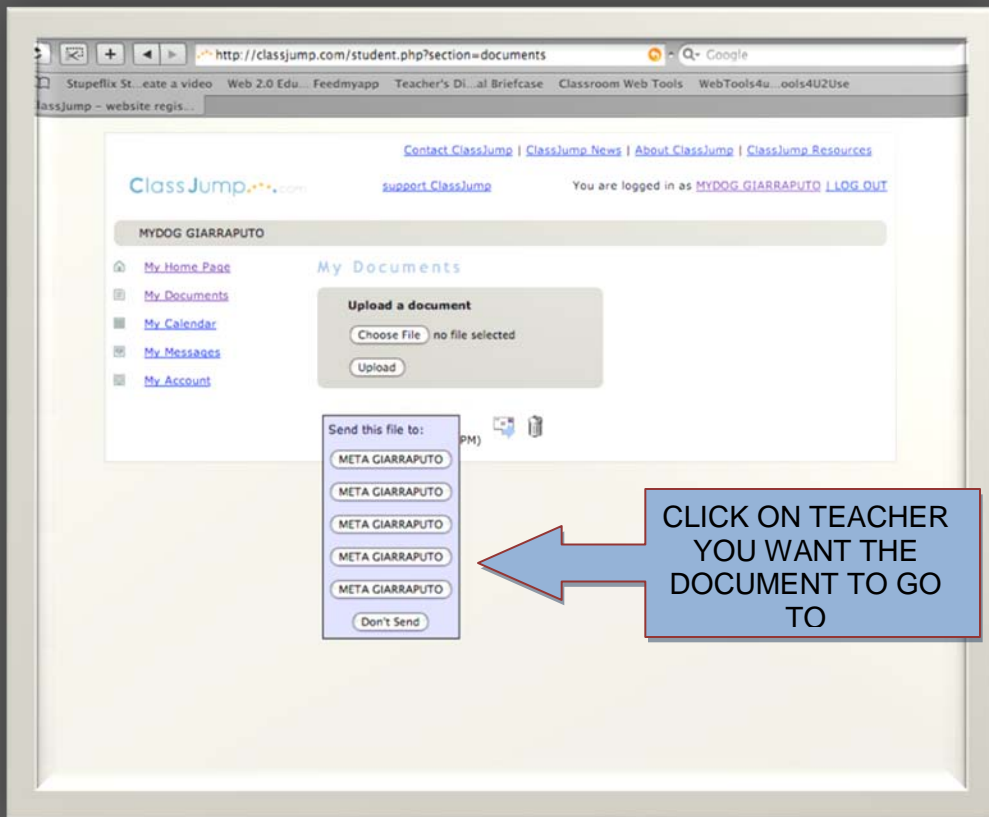 http://classjump.com/student.php?section=documents
Google
Stupeflix St...eate a video Web 2.0 Edu... Feedmyapp Teacher's Di...al Briefcase Classroom Web Tools WebTools4u...ools4U2Use
lassJump – website regis...
Contact ClassJump | ClassJump News | About ClassJump | ClassJump Resources
ClassJump.com
support ClassJump
You are logged in as MYDOG GIARRAPUTO | LOG OUT
MYDOG GIARRAPUTO
My Home Page
My Documents
My Calendar
My Messages
My Account
My Documents
Upload a document
Choose File no file selected
Upload
Send this file to:
PM)
META GIARRAPUTO
META GIARRAPUTO
META GIARRAPUTO
META GIARRAPUTO
META GIARRAPUTO
Don't Send
CLICK ON TEACHER
YOU WANT THE
DOCUMENT TO GO
TO